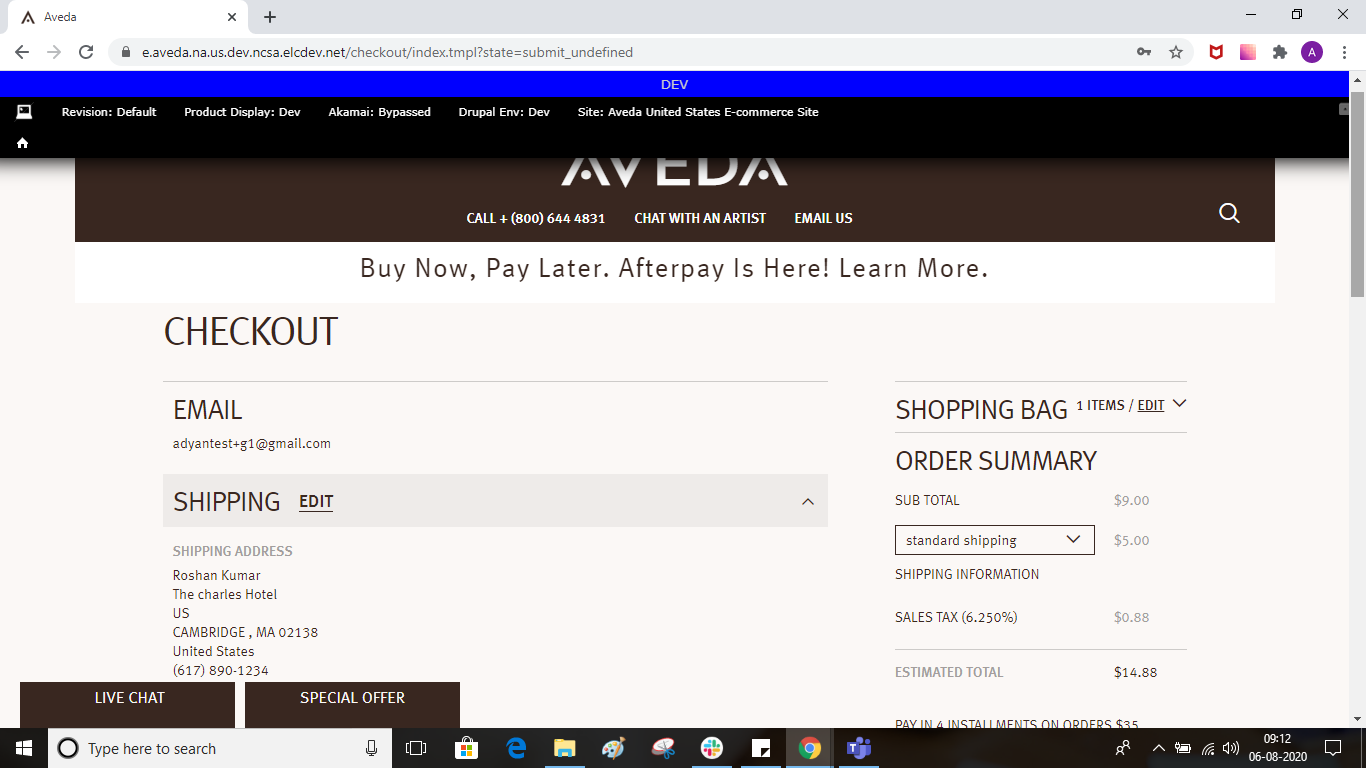 Aveda
e.aveda.na.us.dev.ncsa.elcdev.net/checkout/index.tmpl?state=submit_undefined
A
DEV
Revision: Default Product Display: Dev Akamai: Bypassed Drupal Env: Dev Site: Aveda United States E-commerce Site
AVEDA
CALL + (800) 644 4831 CHAT WITH AN ARTIST EMAIL US
Buy Now, Pay Later. Afterpay Is Here! Learn More.
CHECKOUT
EMAIL
adyantest+g1@gmail.com
SHIPPING EDIT
SHIPPING ADDRESS
Roshan Kumar
The charles Hotel
US
CAMBRIDGE , MA 02138
United States
(617) 890-1234
SHOPPING BAG 1 ITEMS / EDIT
ORDER SUMMARY
SUB TOTAL $9.00
standard shipping $5.00
SHIPPING INFORMATION
SALES TAX (6.250%) $0.88
ESTIMATED TOTAL $14.88
PAY IN 4 INSTALLMENTS ON ORDERS $35
LIVE CHAT SPECIAL OFFER
Type here to search
09:12
06-08-2020